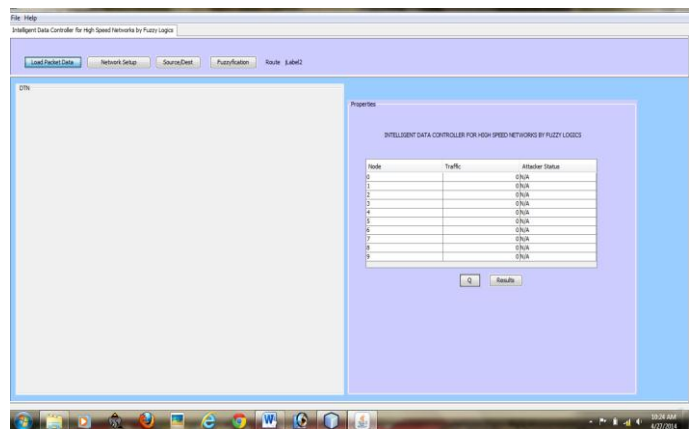 File Help
Intelligent Data Controller for High Speed Networks by Fuzzy Logics
Load Packet Data Network Setup Source/Dest Fuzzyfication Route jLabel2
DTN
Properties
INTELLIGENT DATA CONTROLLER FOR HIGH SPEED NETWORKS BY FUZZY LOGICS
Node Traffic Attacker Status
0 0 N/A
1 0 N/A
2 0 N/A
3 0 N/A
4 0 N/A
5 0 N/A
6 0 N/A
7 0 N/A
8 0 N/A
9 0 N/A
Q Results
10:24 AM
4/27/2014